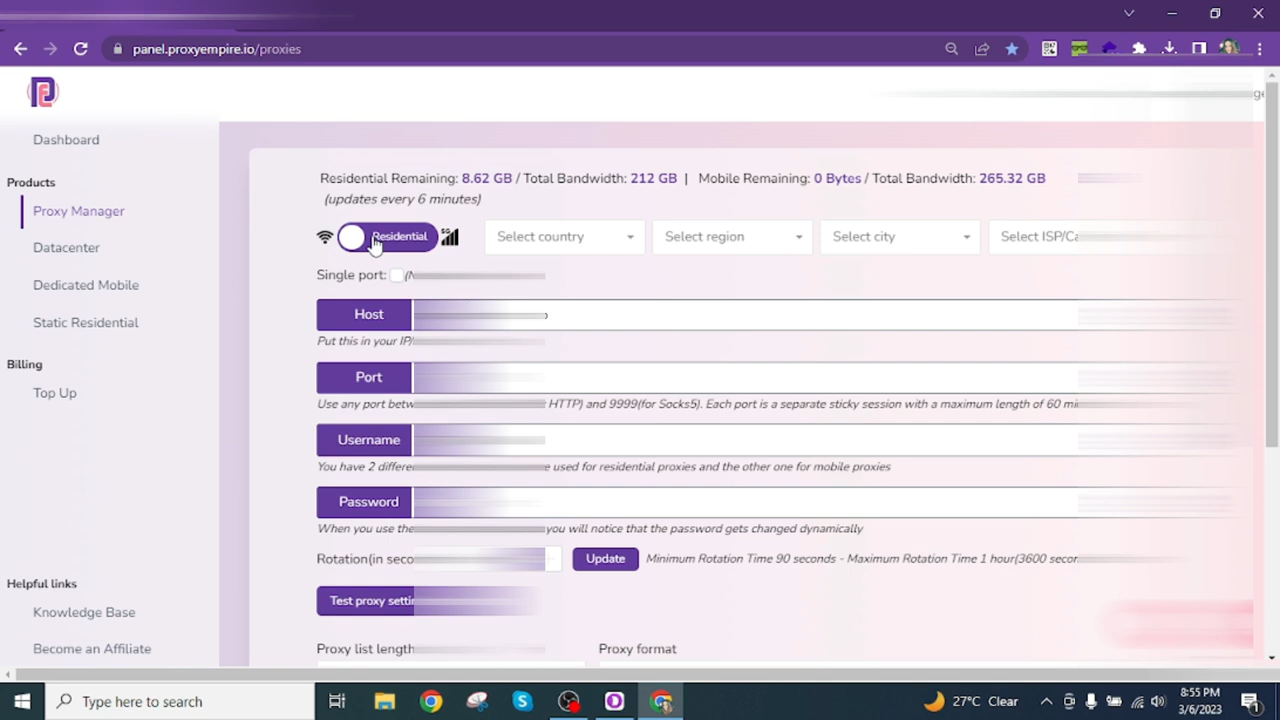 panel.proxyempire.io/proxies
Dashboard
Products
Proxy Manager
Datacenter
Dedicated Mobile
Static Residential
Billing
Top Up
Helpful links
Knowledge Base
Become an Affiliate
Residential Remaining: 8.62 GB / Total Bandwidth: 212 GB | Mobile Remaining: 0 Bytes / Total Bandwidth: 265.32 GB
(updates every 6 minutes)
Residential 5G Select country Select region Select city Select ISP/Ca
Single port:
Host
Put this in your IP/
Port
Use any port HTTP) and 9999(for Socks5). Each port is a separate sticky session with a maximum length of 60
Username
You have 2 used for residential proxies and the other one for mobile proxies
Password
When you use the you will notice that the password gets changed dynamically
Rotation(in Update Minimum Rotation Time 90 seconds - Maximum Rotation Time 1 hour(3600
Test proxy
Proxy list length Proxy format
Type here to search
27°C Clear
8:55 PM
3/6/2023